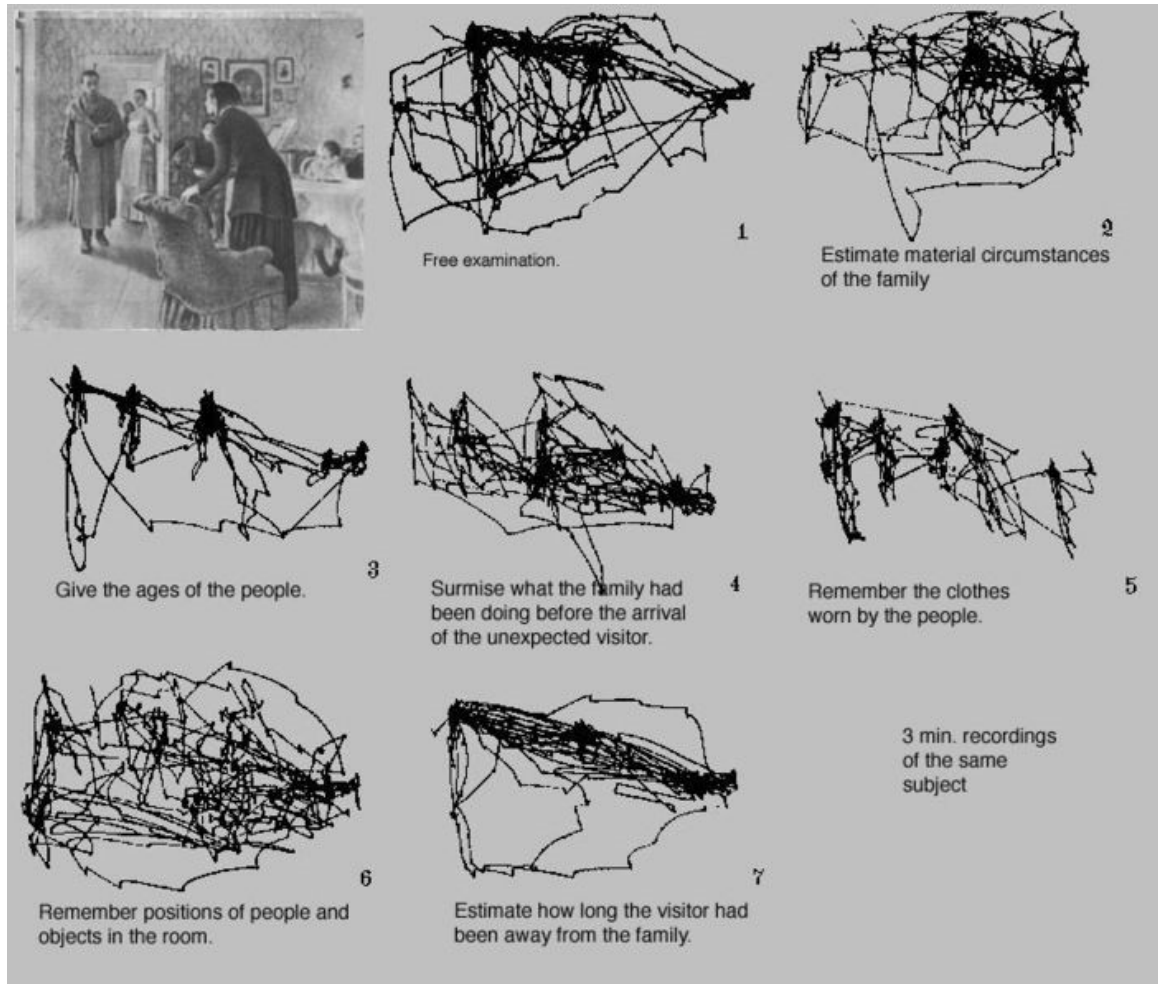 1
Free examination.
2
Estimate material circumstances
of the family
3
Give the ages of the people.
4
Surmise what the family had
been doing before the arrival
of the unexpected visitor.
5
Remember the clothes
worn by the people.
6
Remember positions of people and
objects in the room.
7
Estimate how long the visitor had
been away from the family.
3 min. recordings
of the same
subject